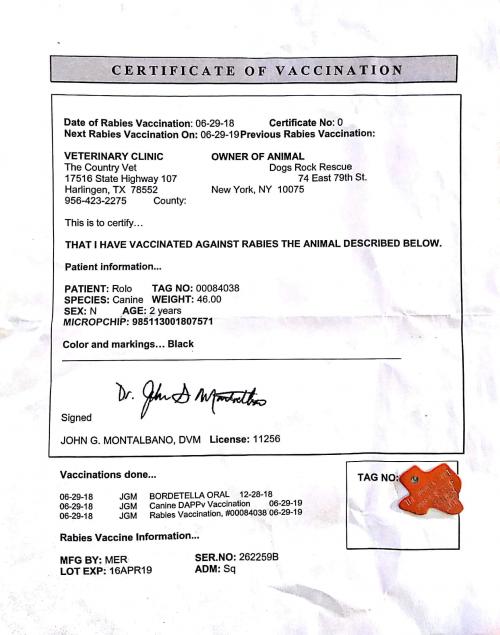 CERTIFICATE OF VACCINATION
Date of Rabies Vaccination: 06-29-18 Certificate No: 0
Next Rabies Vaccination On: 06-29-19Previous Rabies Vaccination:
VETERINARY CLINIC OWNER OF ANIMAL
The Country Vet Dogs Rock Rescue
17516 State Highway 107 74 East 79th St.
Harlingen, TX 78552 New York, NY 10075
956-423-2275 County:
This is to certify...
THAT I HAVE VACCINATED AGAINST RABIES THE ANIMAL DESCRIBED BELOW.
Patient information...
PATIENT: Rolo TAG NO: 00084038
SPECIES: Canine WEIGHT: 46.00
SEX: N AGE: 2 years
MICROPCHIP: 985113001807571
Color and markings... Black
Dr. John G Montalbano
Signed
JOHN G. MONTALBANO, DVM License: 11256
Vaccinations done...
TAG NO:
06-29-18 JGM BORDETELLA ORAL 12-28-18
06-29-18 JGM Canine DAPPv Vaccination 06-29-19
06-29-18 JGM Rabies Vaccination, #00084038 06-29-19
Rabies Vaccine Information...
MFG BY: MER SER.NO: 262259B
LOT EXP: 16APR19 ADM: Sq